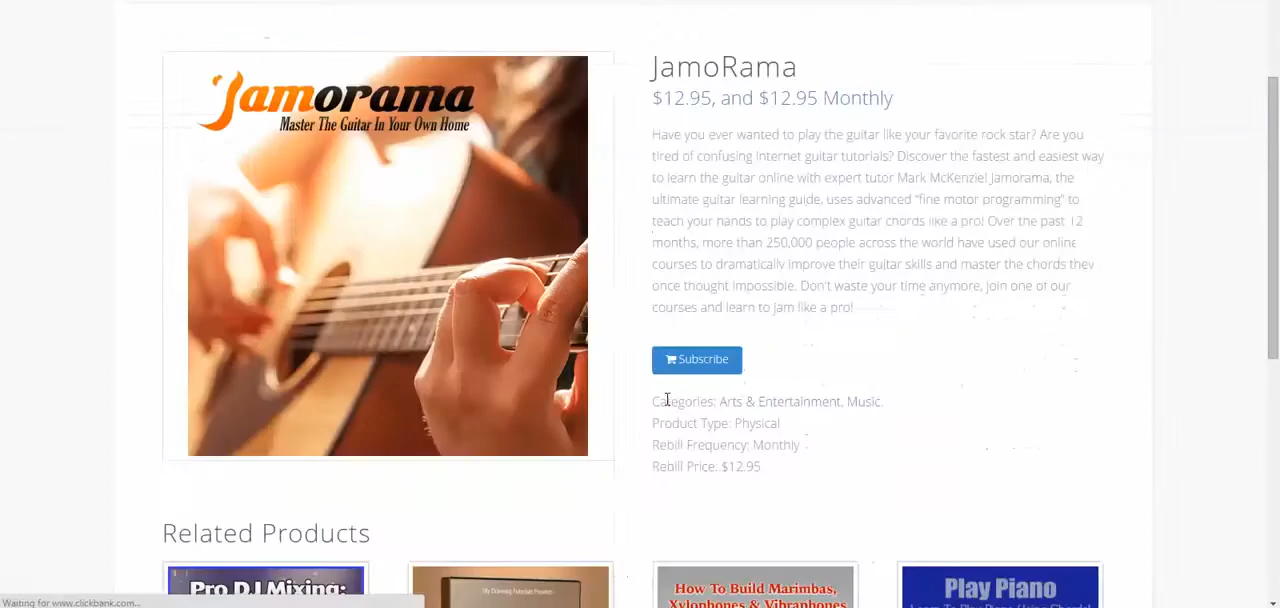 Jamorama
Master The Guitar In Your Own Home
JamoRama
$12.95, and $12.95 Monthly
Have you ever wanted to play the guitar like your favorite rock star? Are you
tired of confusing Internet guitar tutorials? Discover the fastest and easiest way
to learn the guitar online with expert tutor Mark McKenzie! Jamorama, the
ultimate guitar learning guide, uses advanced “fine motor programming” to
teach your hands to play complex guitar chords like a pro! Over the past 12
months, more than 250,000 people across the world have used our online
courses to dramatically improve their guitar skills and master the chords they
once thought impossible. Don't waste your time anymore, join one of our
courses and learn to jam like a pro!
Subscribe
Categories: Arts & Entertainment, Music.
Product Type: Physical
Rebill Frequency: Monthly
Rebill Price: $12.95
Related Products
Pro DJ Mixing:
How To Build Marimbas,
Xylophones & Vibraphones
Play Piano
Waiting for www.clickbank.com...